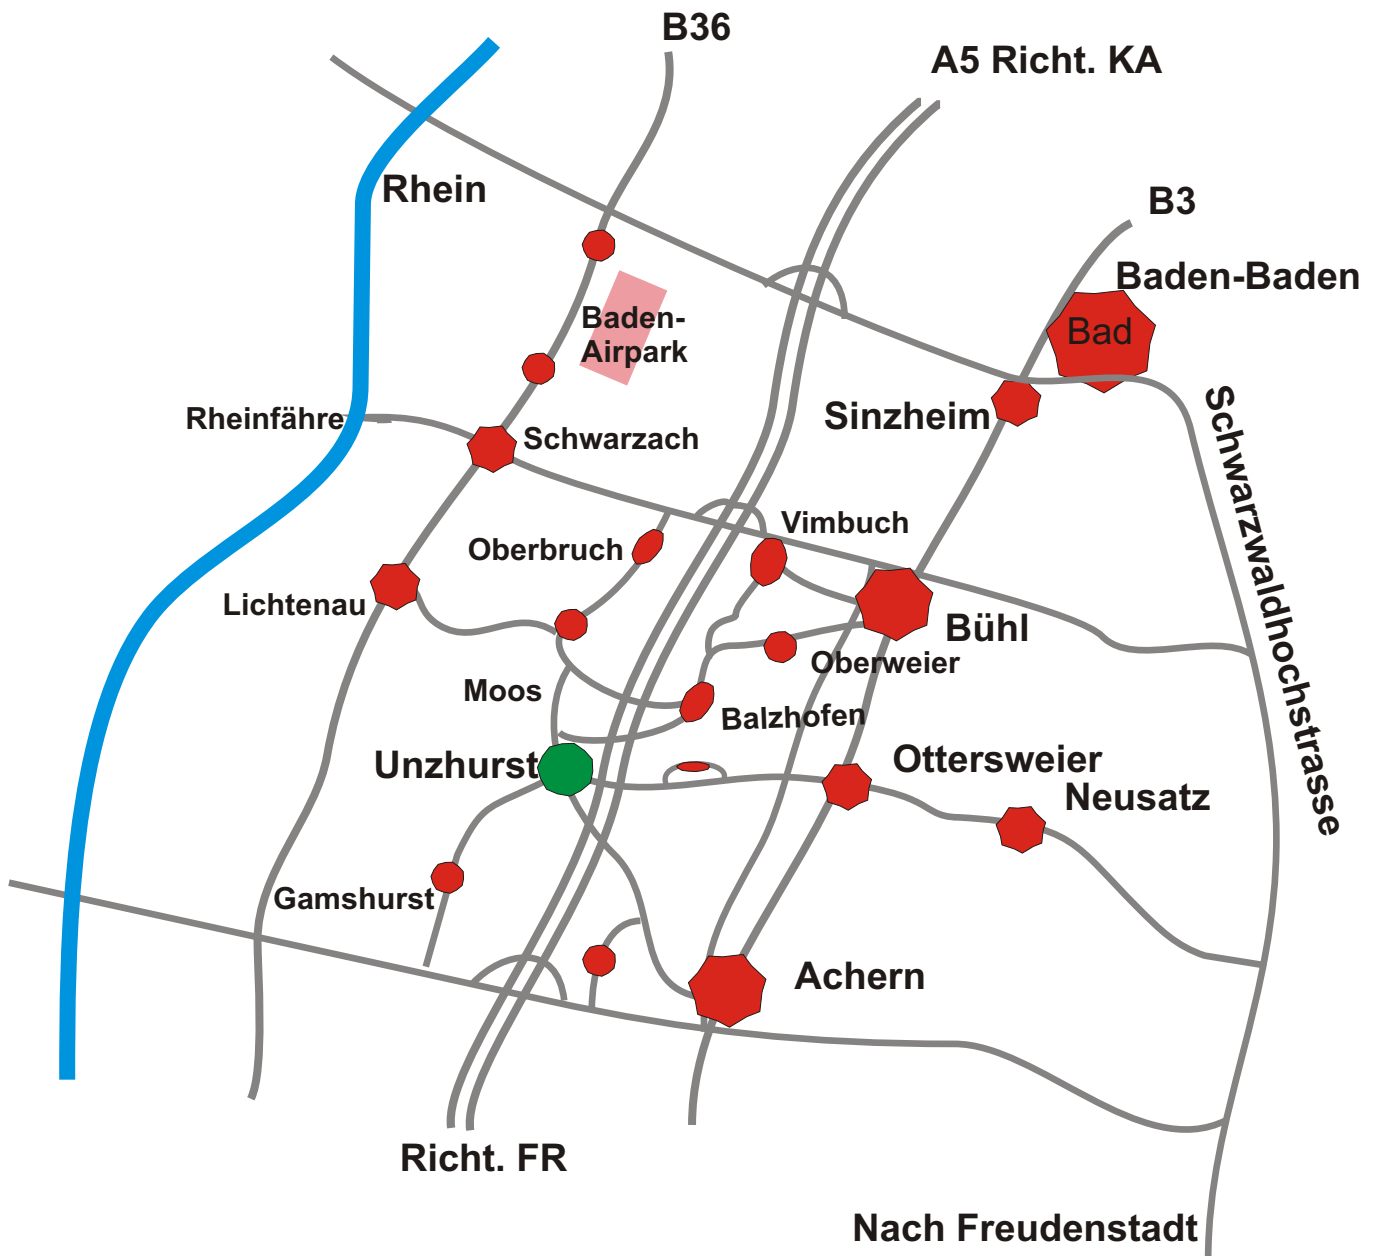 B36
A5 Richt. KA
Rhein
B3
Baden-Baden
Bad
Baden-
Airpark
Sinzheim
Rheinfähre
Schwarzach
Schwarzwaldhochstrasse
Vimbuch
Oberbruch
Lichtenau
Bühl
Oberweier
Moos
Balzhofen
Unzhurst
Ottersweier
Neusatz
Gamshurst
Achern
Richt. FR
Nach Freudenstadt